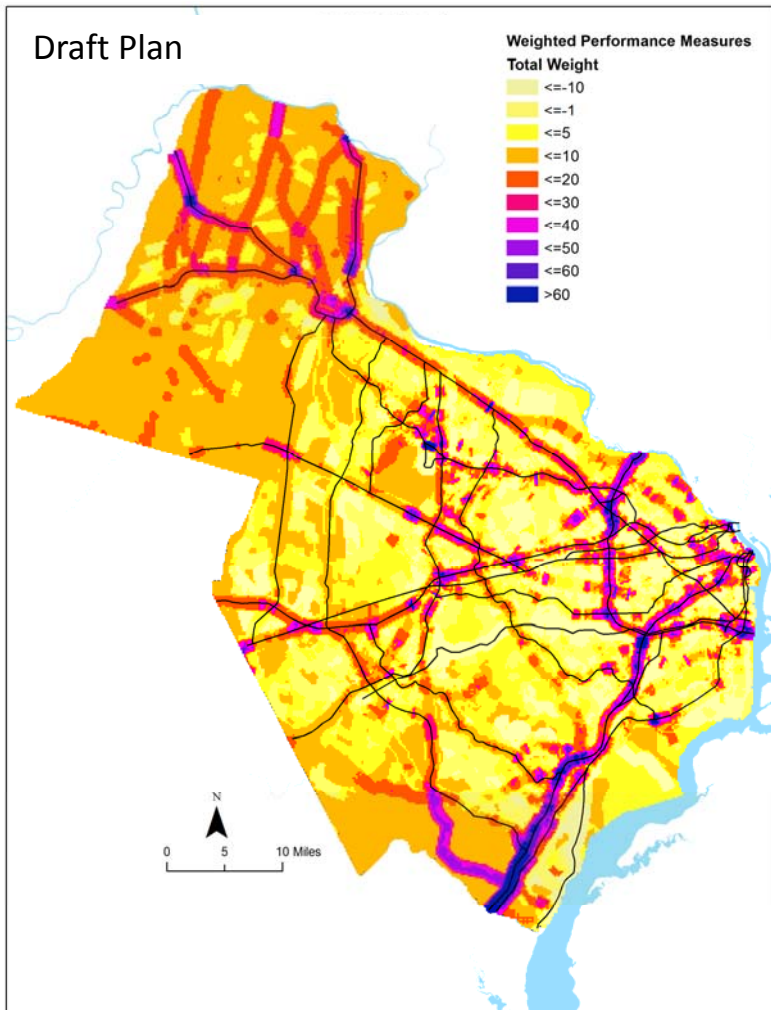 Draft Plan
Weighted Performance Measures
Total Weight
<=-10
<=-1
<=5
<=10
<=20
<=30
<=40
<=50
<=60
>60
N
0 5 10 Miles